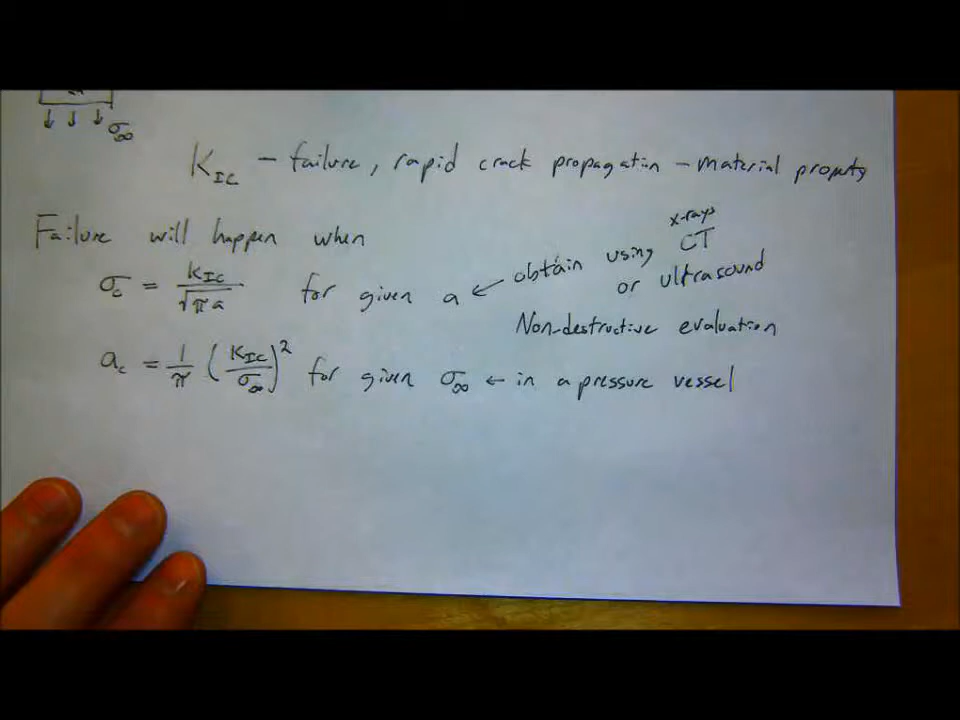 σ∞
K_IC – failure, rapid crack propagation – material property
Failure will happen when
x-rays
CT
σ_c = K_IC / √πa for given a ← obtain using
or ultrasound
Non-destructive evaluation
a_c = 1/π (K_IC / σ∞)² for given σ∞ ← in a pressure vessel